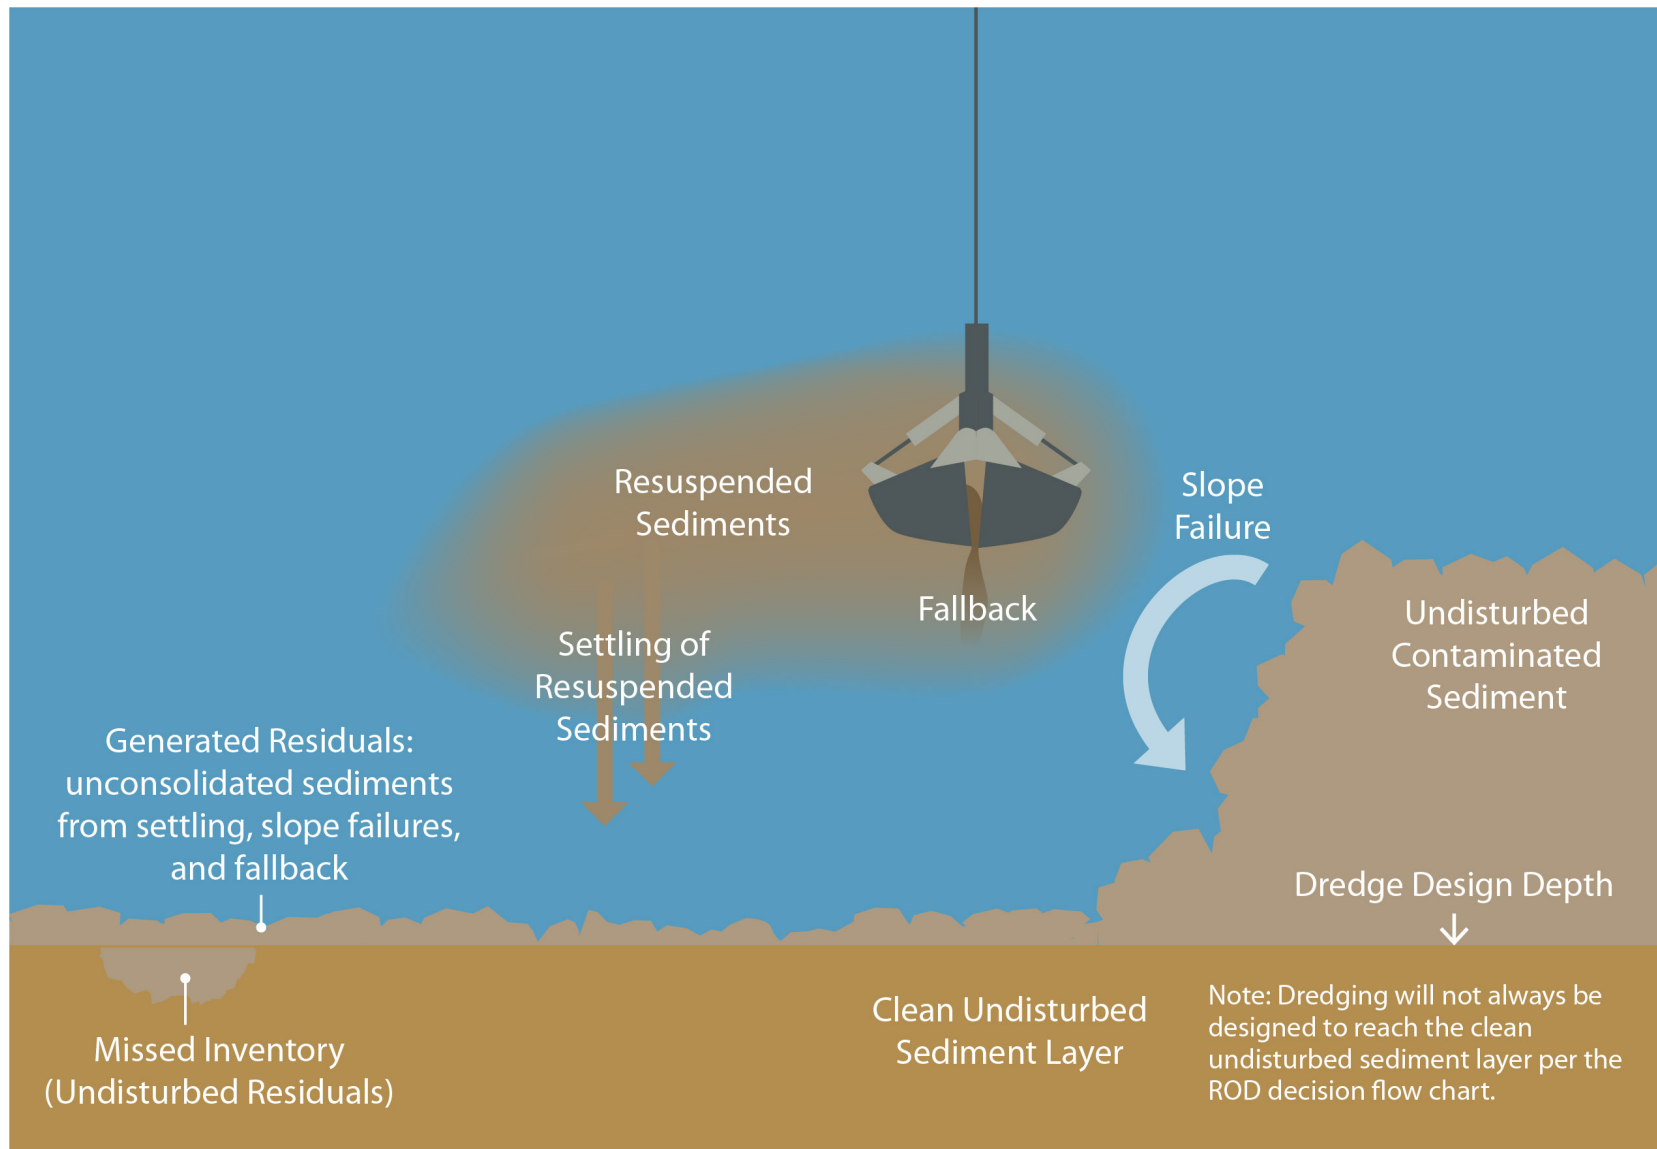 Resuspended
Sediments
Slope
Failure
Fallback
Settling of
Resuspended
Sediments
Undisturbed
Contaminated
Sediment
Generated Residuals:
unconsolidated sediments
from settling, slope failures,
and fallback
Dredge Design Depth
Missed Inventory
(Undisturbed Residuals)
Clean Undisturbed
Sediment Layer
Note: Dredging will not always be
designed to reach the clean
undisturbed sediment layer per the
ROD decision flow chart.